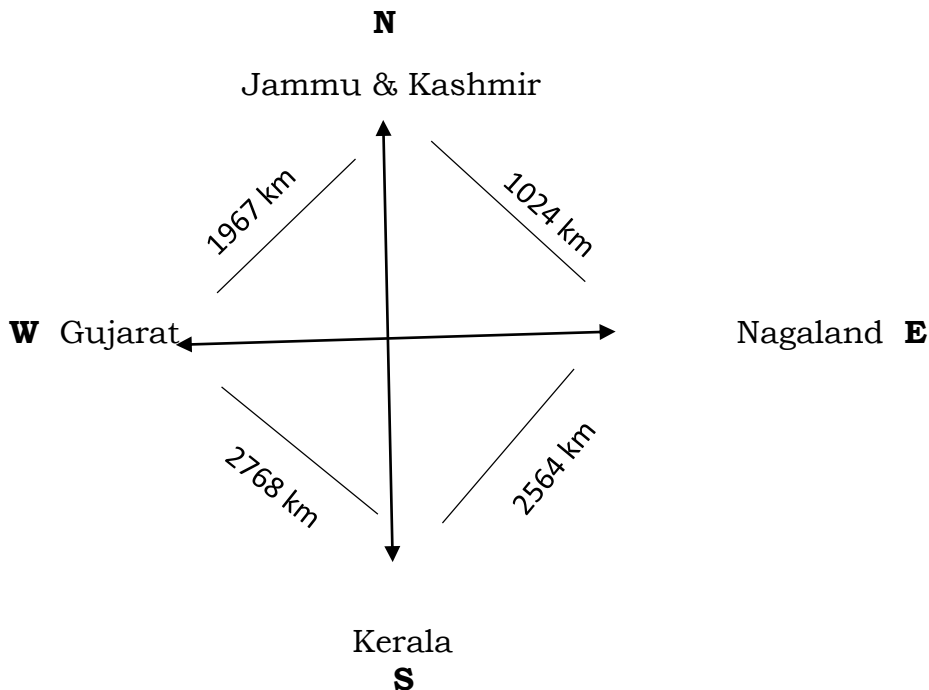 N
Jammu & Kashmir
1967 km
1024 km
W Gujarat
Nagaland E
2768 km
2564 km
Kerala
S